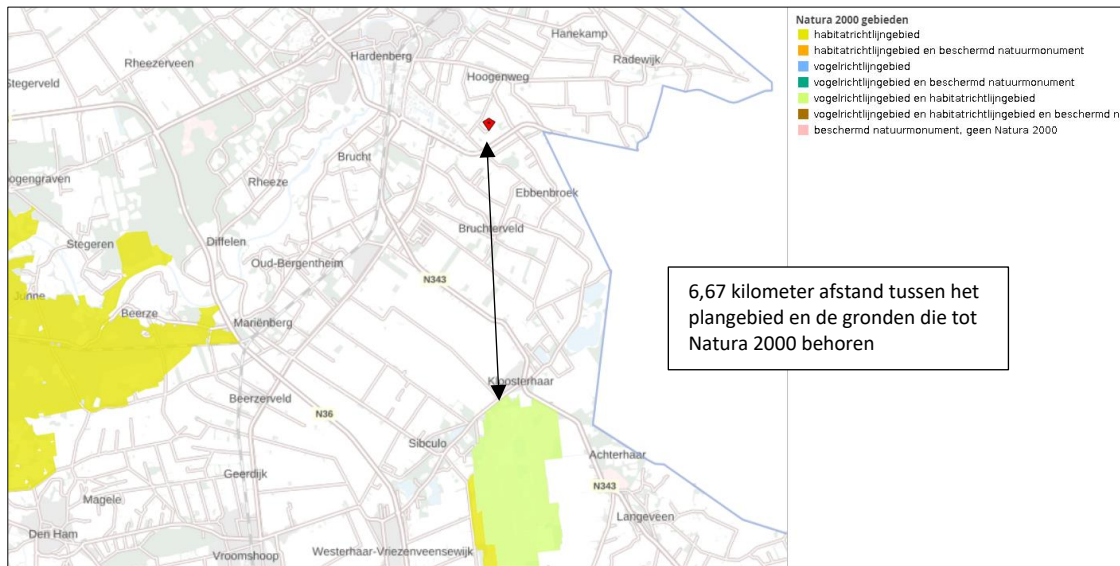 Hanekamp
Rheezerveen
Hardenberg
Radewijk
Hoogenweg
Stegerveld
Brucht
Rheeze
Ebbenbroek
Stegeren
Diffelen
Bruchterveld
Oud-Bergentheim
N343
Junne
Beerze
Mariënberg
Kloosterhaar
Beerzerveld
N36
Sibculo
Achterhaar
Geerdijk
N343
Magele
Langeveen
Den Ham
Vroomshoop
Westerhaar-Vriezenveensewijk
Natura 2000 gebieden
habitatrichtlijngebied
habitatrichtlijngebied en beschermd natuurmonument
vogelrichtlijngebied
vogelrichtlijngebied en beschermd natuurmonument
vogelrichtlijngebied en habitatrichtlijngebied
vogelrichtlijngebied en habitatrichtlijngebied en beschermd n
beschermd natuurmonument, geen Natura 2000
6,67 kilometer afstand tussen het
plangebied en de gronden die tot
Natura 2000 behoren